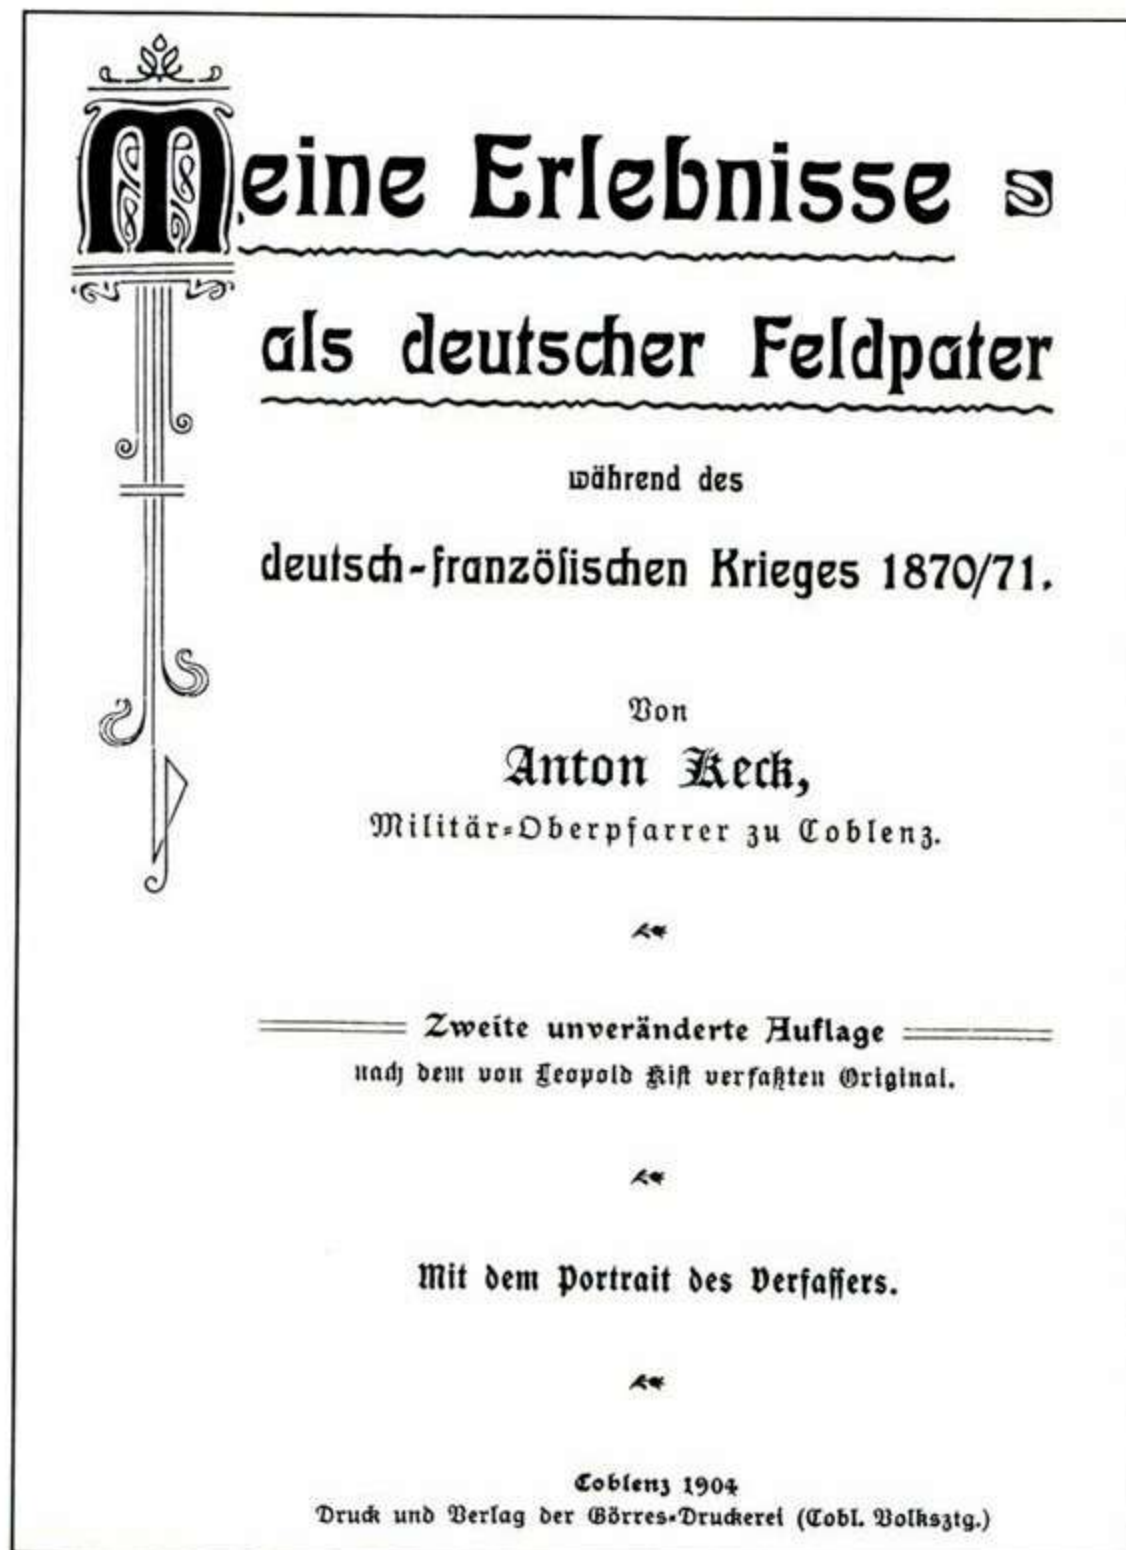 Meine Erlebnisse
als deutscher Feldpater
während des
deutsch-französischen Krieges 1870/71.
Von
Anton Keck,
Militär-Oberpfarrer zu Coblenz.
Zweite unveränderte Auflage
nach dem von Leopold Kist verfaßten Original.
Mit dem Portrait des Verfassers.
Coblenz 1904
Druck und Verlag der Görres-Druckerei (Cobl. Volksztg.)